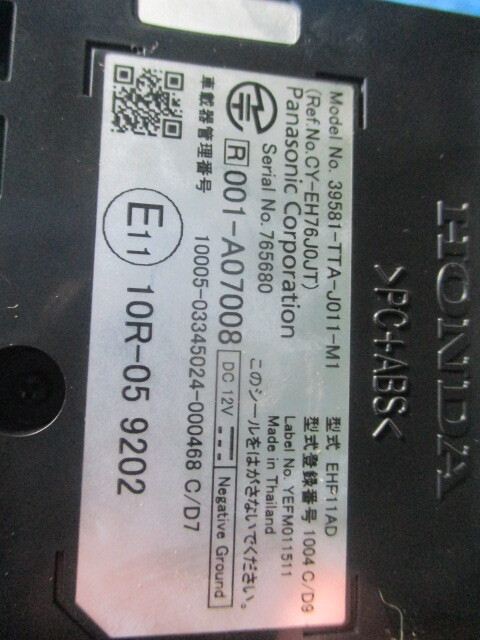 HONDA
>PC+ABS<
Model No. 39581-TTA-J011-M1
(Ref.No.CY-EH76J0JT)
Panasonic Corporation
Serial No. 765680
R 001-A07008
車載器管理番号
10005-03345024-000468 C/D7
E11 10R-05 9202
型式 EHP11AD
型式登録番号 1004 C/D9
Label No. YEFM011511
Made in Thailand
このシールをはがさないでください。
DC 12V Negative Ground